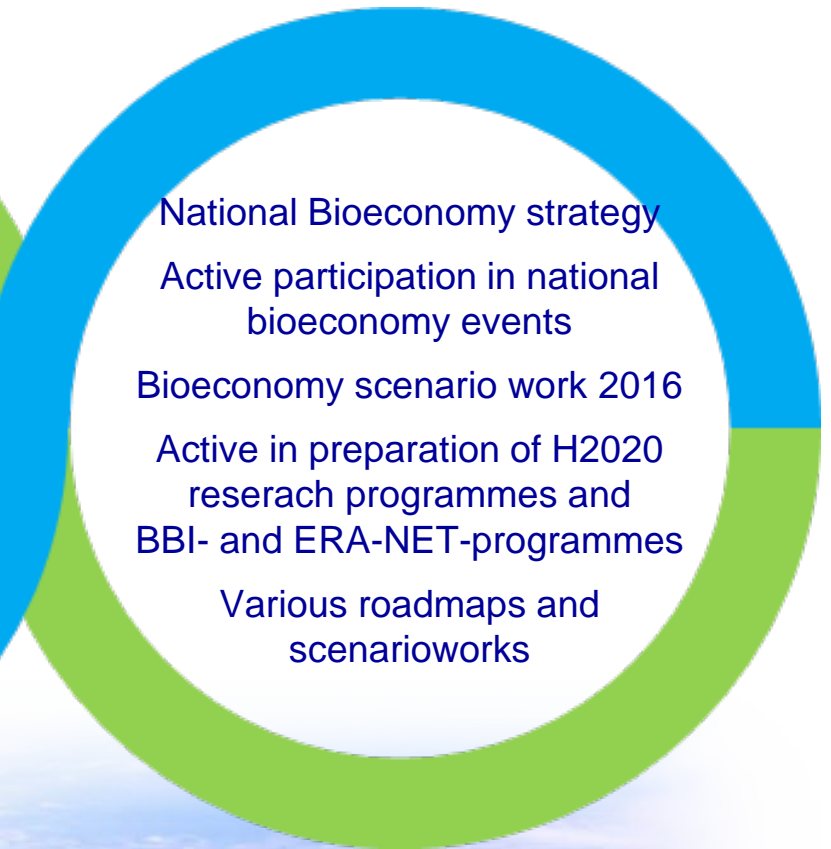 National Bioeconomy strategy
Active participation in national
bioeconomy events
Bioeconomy scenario work 2016
Active in preparation of H2020
reserach programmes and
BBI- and ERA-NET-programmes
Various roadmaps and
scenarioworks